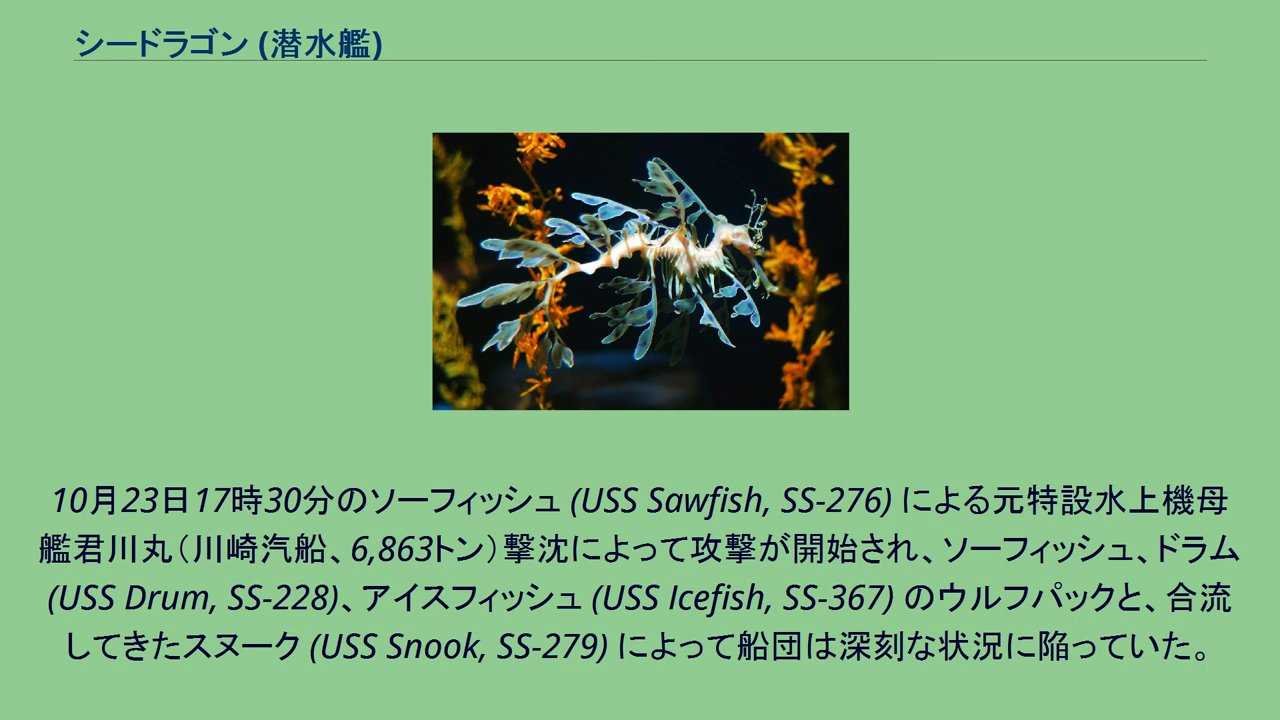 シードラゴン (潜水艦)
10月23日17時30分のソーフィッシュ (USS Sawfish, SS-276) による元特設水上機母
艦君川丸（川崎汽船、6,863トン）撃沈によって攻撃が開始され、ソーフィッシュ、ドラム
(USS Drum, SS-228)、アイスフィッシュ (USS Icefish, SS-367) のウルフパックと、合流
してきたスヌーク (USS Snook, SS-279) によって船団は深刻な状況に陥っていた。